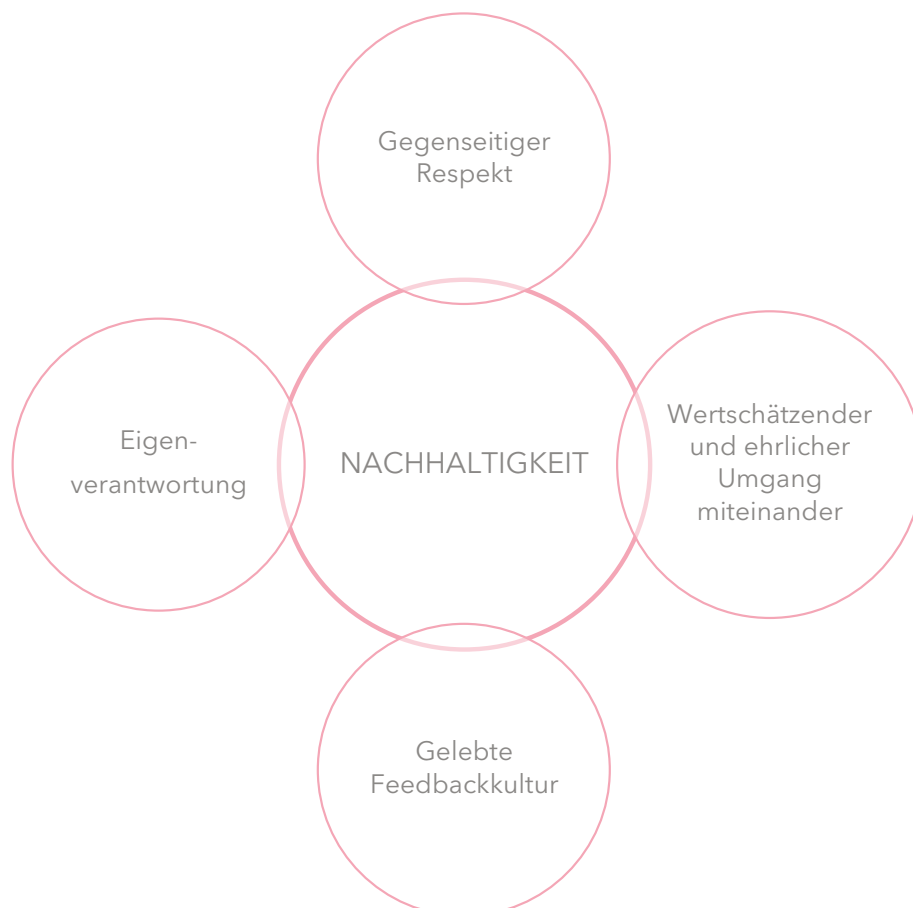 Gegenseitiger
Respekt
Eigen-
verantwortung
NACHHALTIGKEIT
Wertschätzender
und ehrlicher
Umgang
miteinander
Gelebte
Feedbackkultur